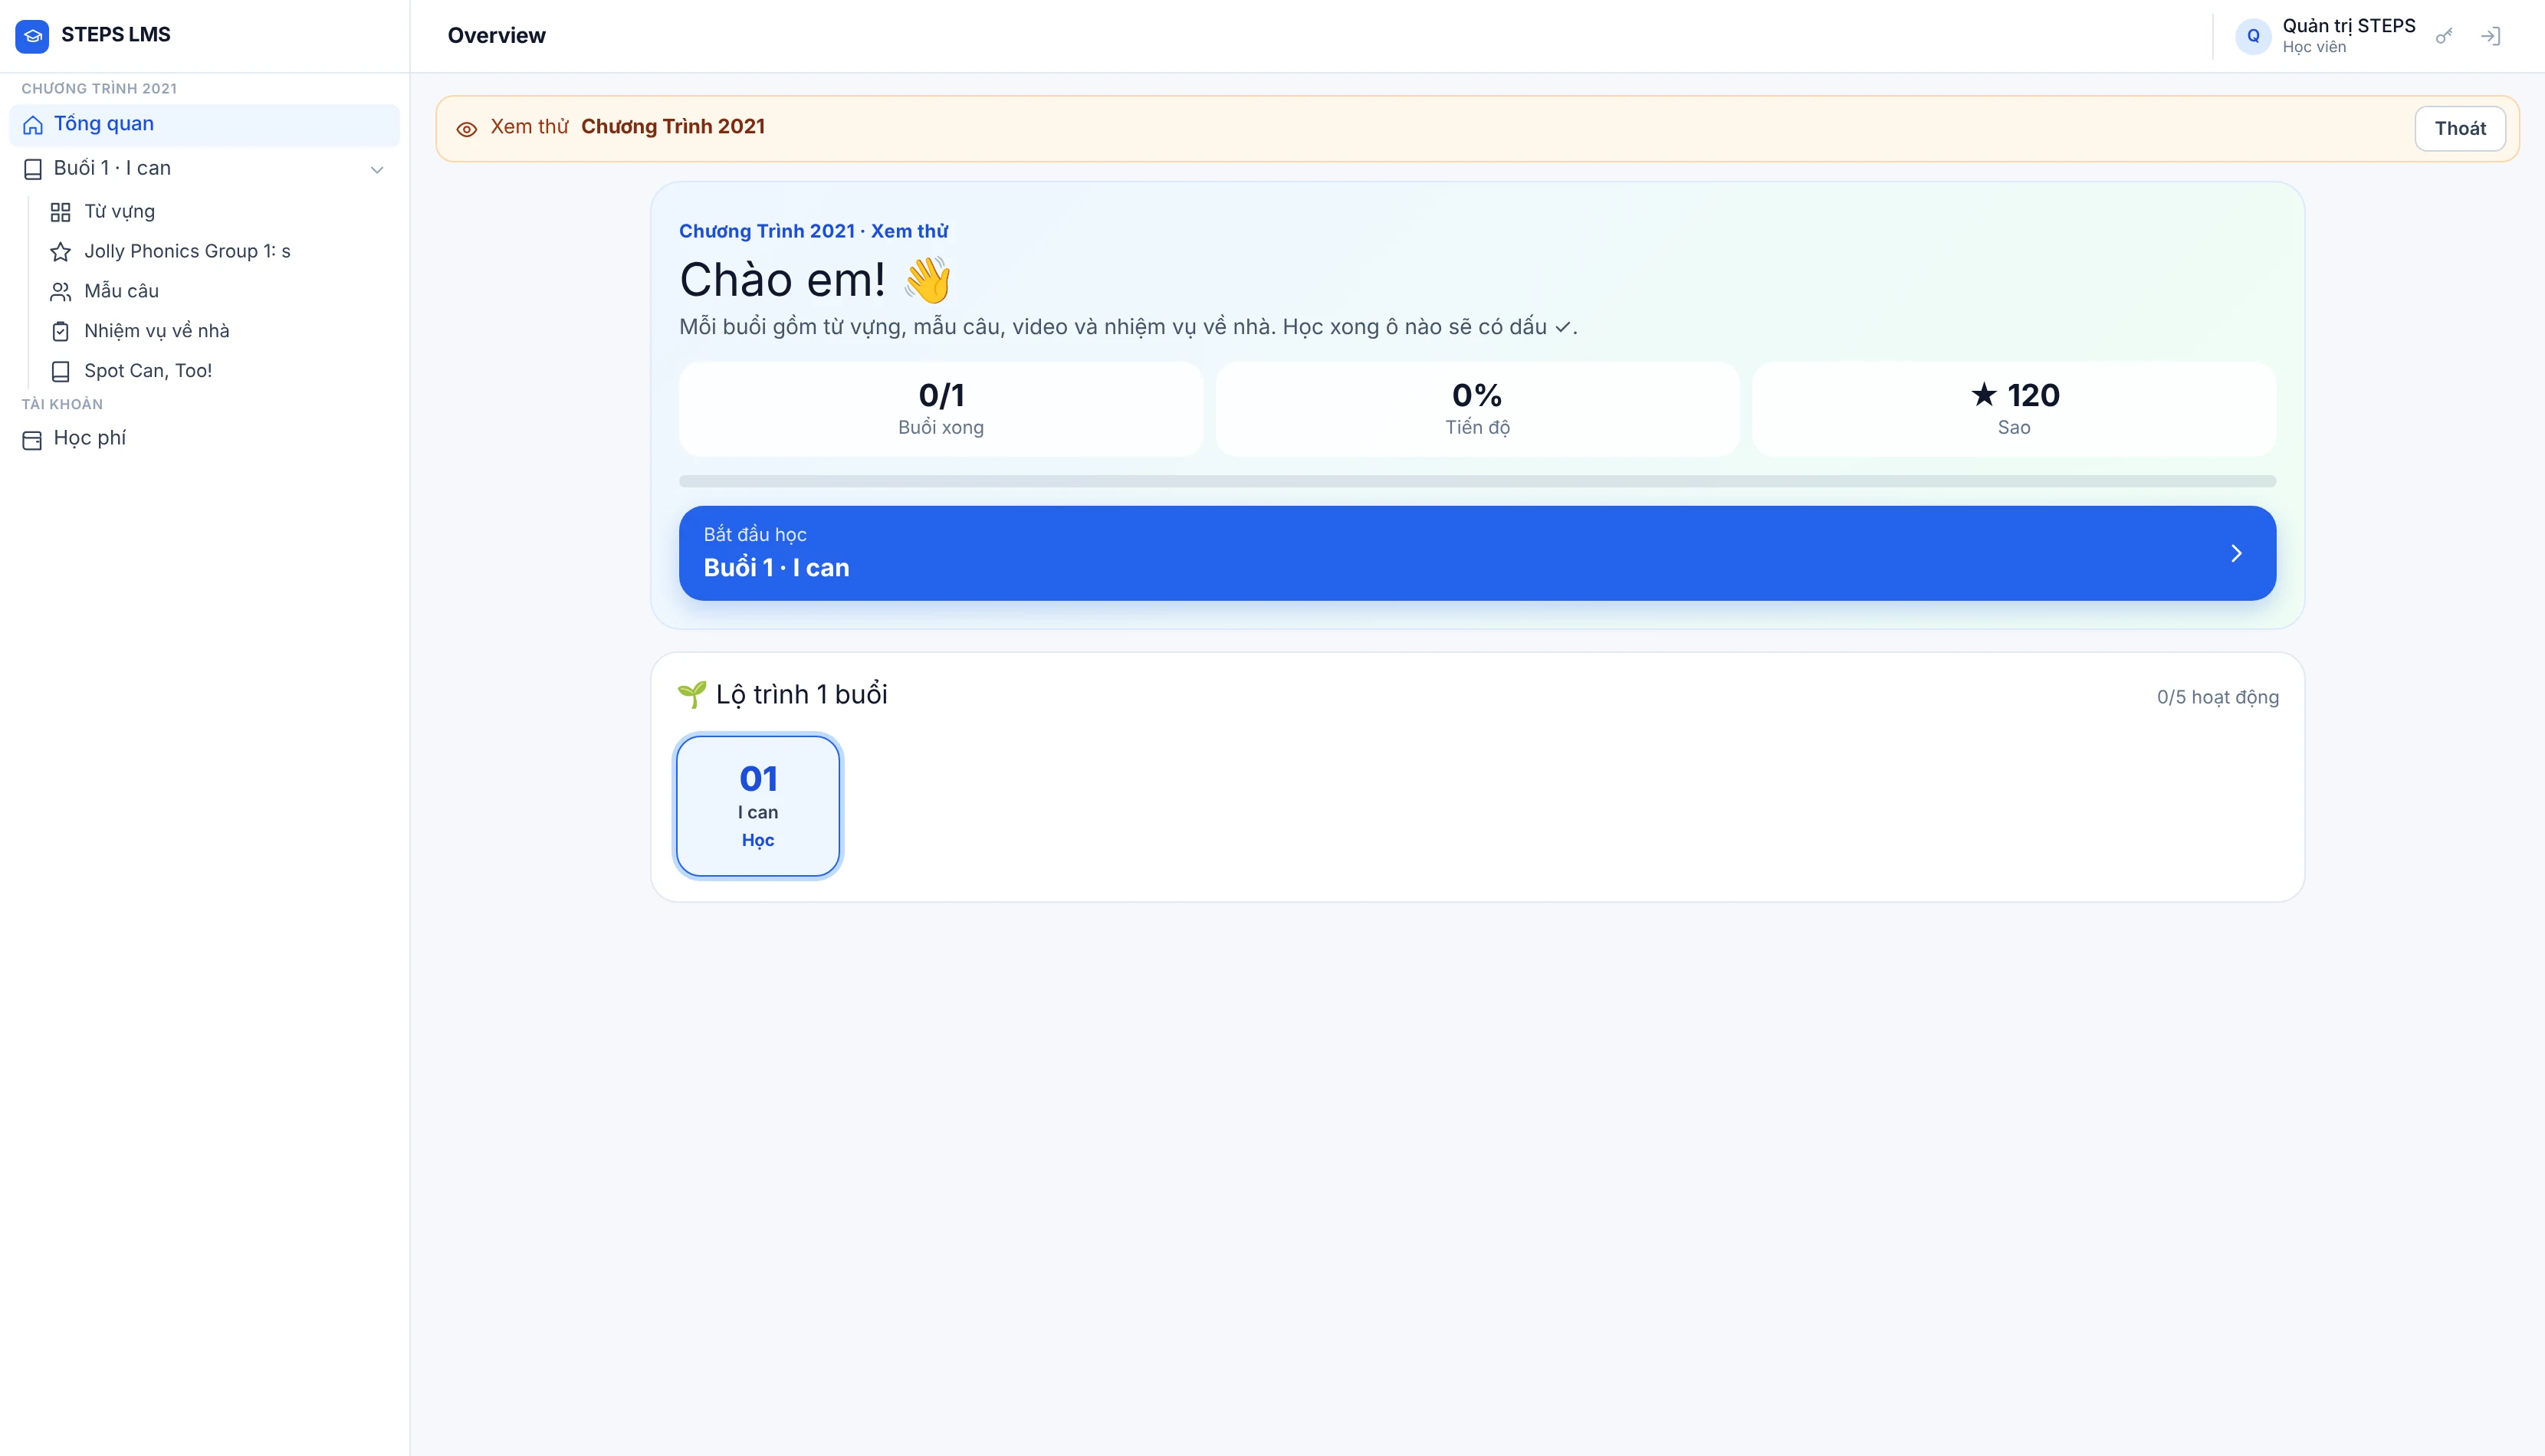 STEPS LMS
CHƯƠNG TRÌNH 2021
Tổng quan
Buổi 1 · I can
Từ vựng
Jolly Phonics Group 1: s
Mẫu câu
Nhiệm vụ về nhà
Spot Can, Too!
TÀI KHOẢN
Học phí
Overview
Q
Quản trị STEPS
Học viên
Xem thử Chương Trình 2021
Thoát
Chương Trình 2021 · Xem thử
Chào em! 👋
Mỗi buổi gồm từ vựng, mẫu câu, video và nhiệm vụ về nhà. Học xong ô nào sẽ có dấu ✓.
0/1
Buổi xong
0%
Tiến độ
★ 120
Sao
Bắt đầu học
Buổi 1 · I can
🌱 Lộ trình 1 buổi
0/5 hoạt động
01
I can
Học